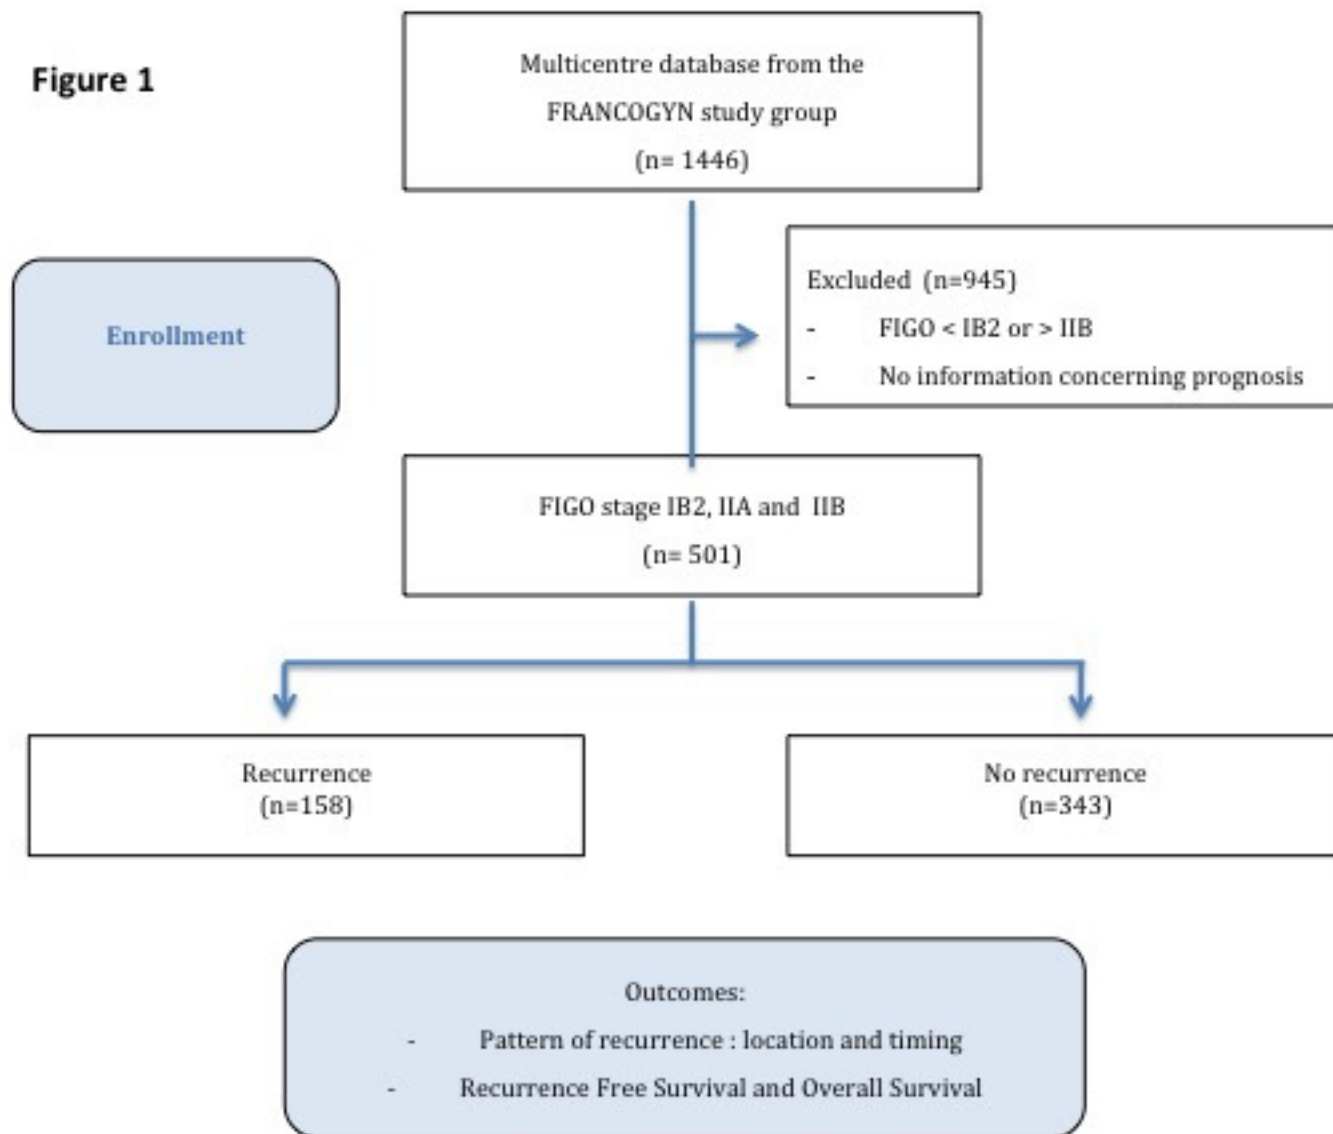 Figure 1
Multicentre database from the
FRANCOGYN study group
(n= 1446)
Excluded (n=945)
- FIGO < IB2 or > IIB
- No information concerning prognosis
Enrollment
FIGO stage IB2, IIA and IIB
(n= 501)
Recurrence
(n=158)
No recurrence
(n=343)
Outcomes:
- Pattern of recurrence : location and timing
- Recurrence Free Survival and Overall Survival